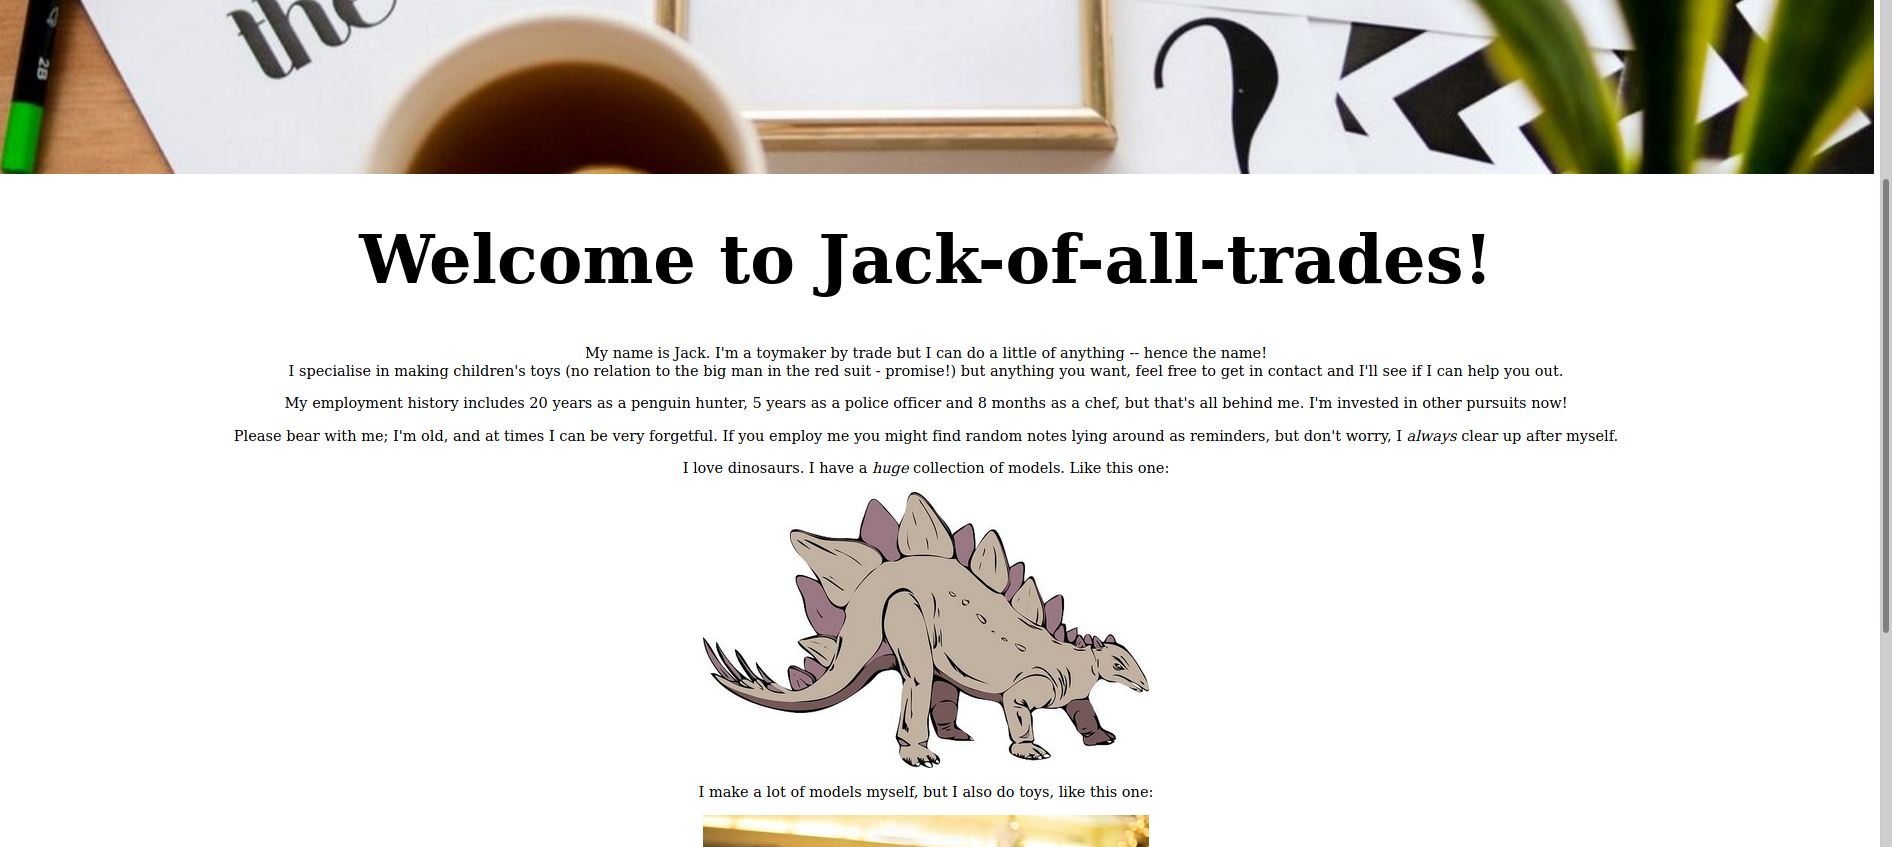 the
2B
Welcome to Jack-of-all-trades!
My name is Jack. I'm a toymaker by trade but I can do a little of anything -- hence the name!
I specialise in making children's toys (no relation to the big man in the red suit - promise!) but anything you want, feel free to get in contact and I'll see if I can help you out.
My employment history includes 20 years as a penguin hunter, 5 years as a police officer and 8 months as a chef, but that's all behind me. I'm invested in other pursuits now!
Please bear with me; I'm old, and at times I can be very forgetful. If you employ me you might find random notes lying around as reminders, but don't worry, I always clear up after myself.
I love dinosaurs. I have a huge collection of models. Like this one:
I make a lot of models myself, but I also do toys, like this one: